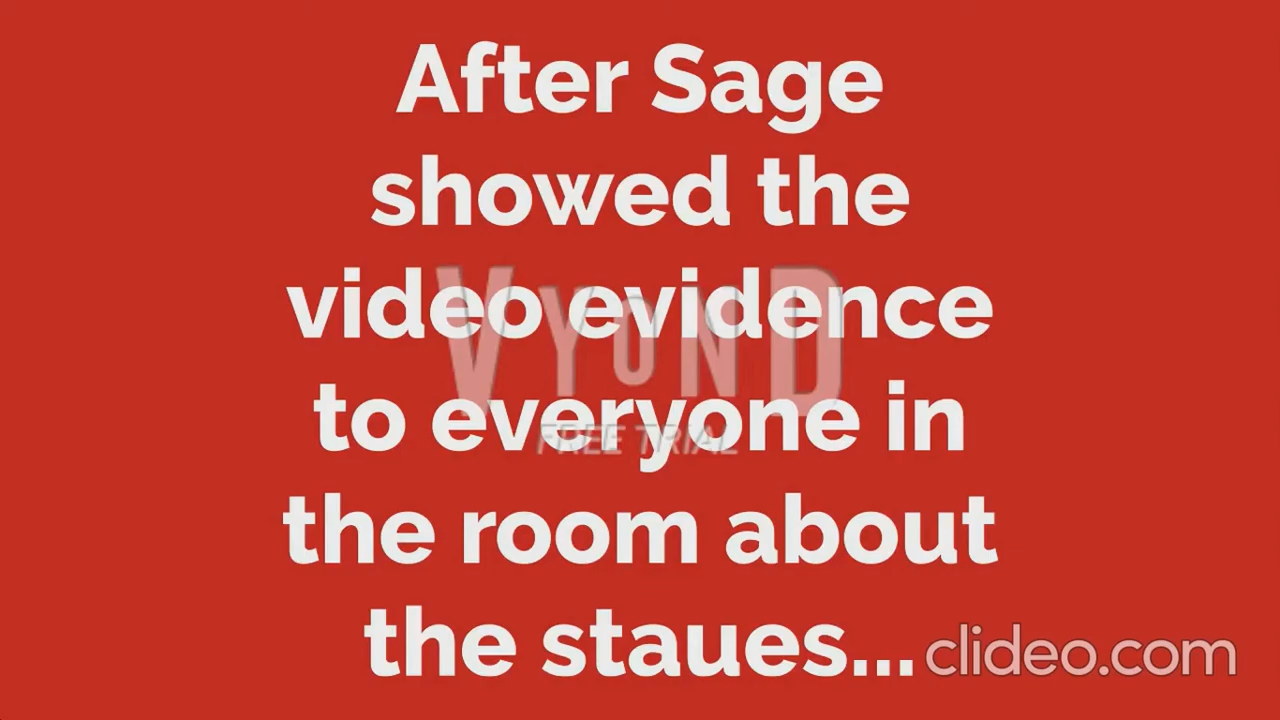 After Sage
showed the
video evidence
to everyone in
the room about
the staues...
VYOND
FREE TRIAL
clideo.com